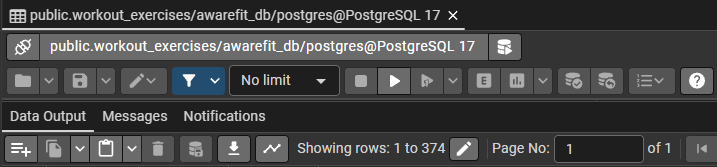 public.workout_exercises/awarefit_db/postgres@PostgreSQL 17
public.workout_exercises/awarefit_db/postgres@PostgreSQL 17
No limit
E
Data Output Messages Notifications
Showing rows: 1 to 374 Page No: 1 of 1